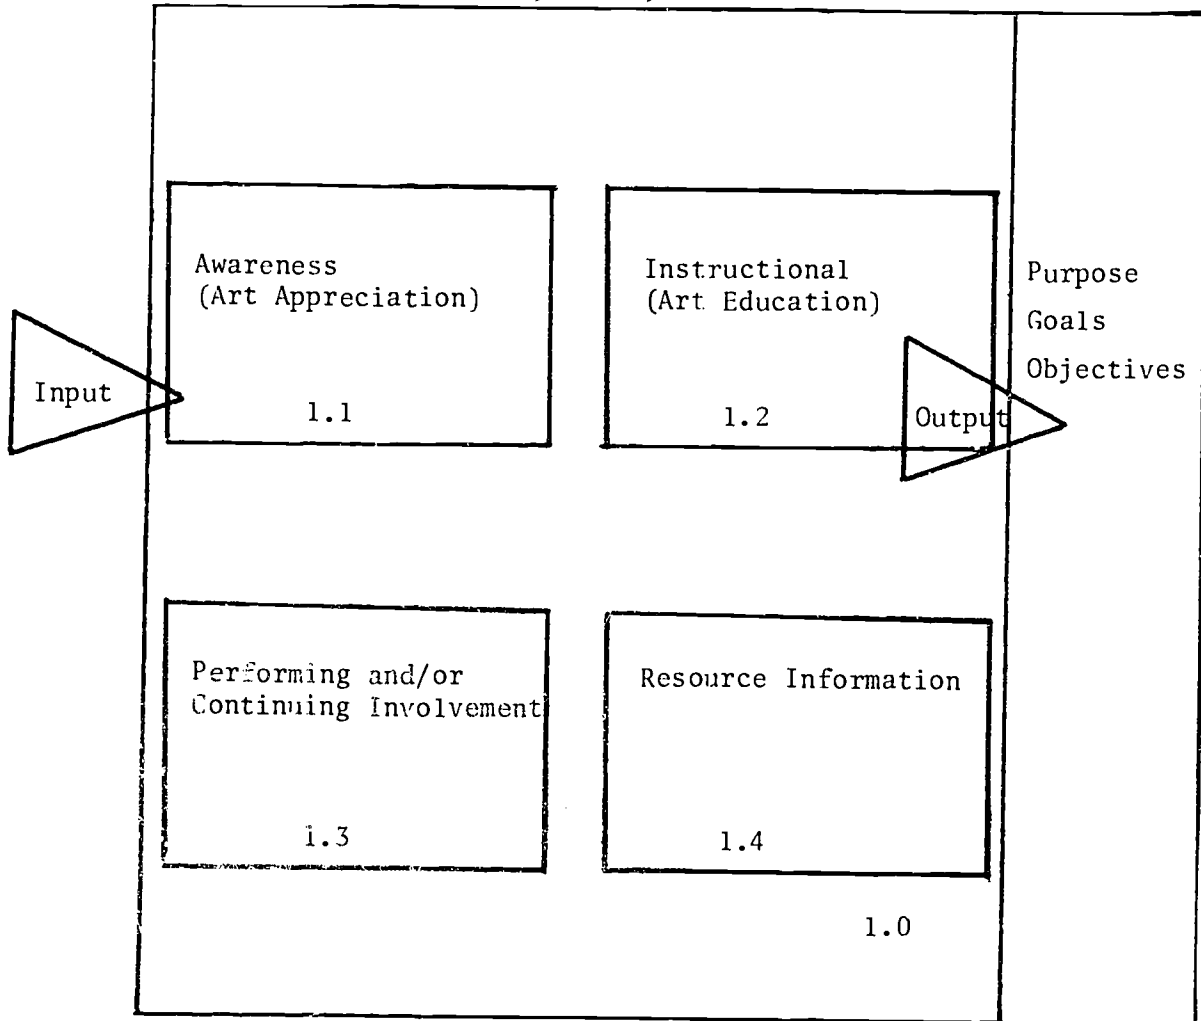 Awareness
(Art Appreciation)
1.1
Instructional
(Art Education)
1.2
Input
Output
Purpose
Goals
Objectives
Performing and/or
Continuing Involvement
1.3
Resource Information
1.4
1.0